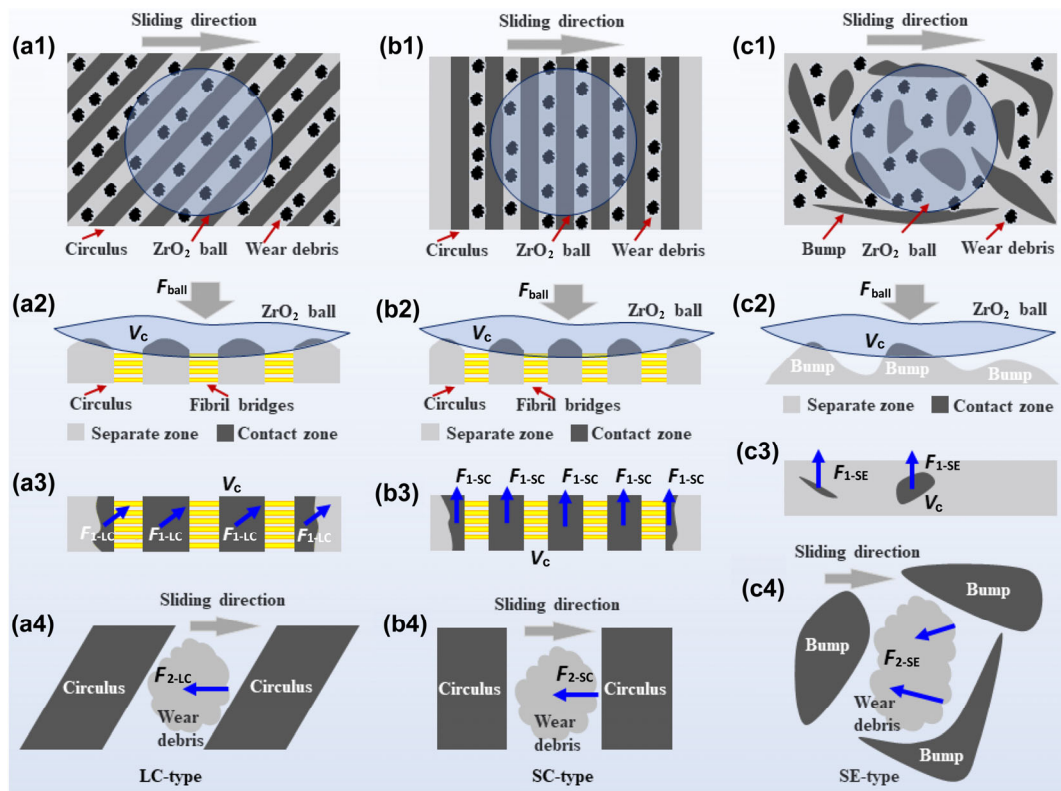 Sliding direction
Sliding direction
Sliding direction
(a1)
(b1)
(c1)
Circulus
ZrO2 ball
Wear debris
Circulus
ZrO2 ball
Wear debris
Bump
ZrO2 ball
Wear debris
(a2)
Fball
ZrO2 ball
Vc
Circulus
Fibril bridges
Separate zone
Contact zone
(b2)
Fball
ZrO2 ball
Vc
Circulus
Fibril bridges
Separate zone
Contact zone
(c2)
Fball
ZrO2 ball
Vc
Bump
Bump
Bump
Separate zone
Contact zone
(a3)
Vc
F1-LC
F1-LC
F1-LC
F1-LC
(b3)
F1-SC
F1-SC
F1-SC
F1-SC
F1-SC
Vc
(c3)
F1-SE
F1-SE
Vc
(a4)
Sliding direction
Circulus
F2-LC
Wear
debris
Circulus
LC-type
(b4)
Sliding direction
Circulus
F2-SC
Wear
debris
Circulus
SC-type
(c4)
Sliding direction
Bump
Bump
F2-SE
Wear
debris
Bump
SE-type